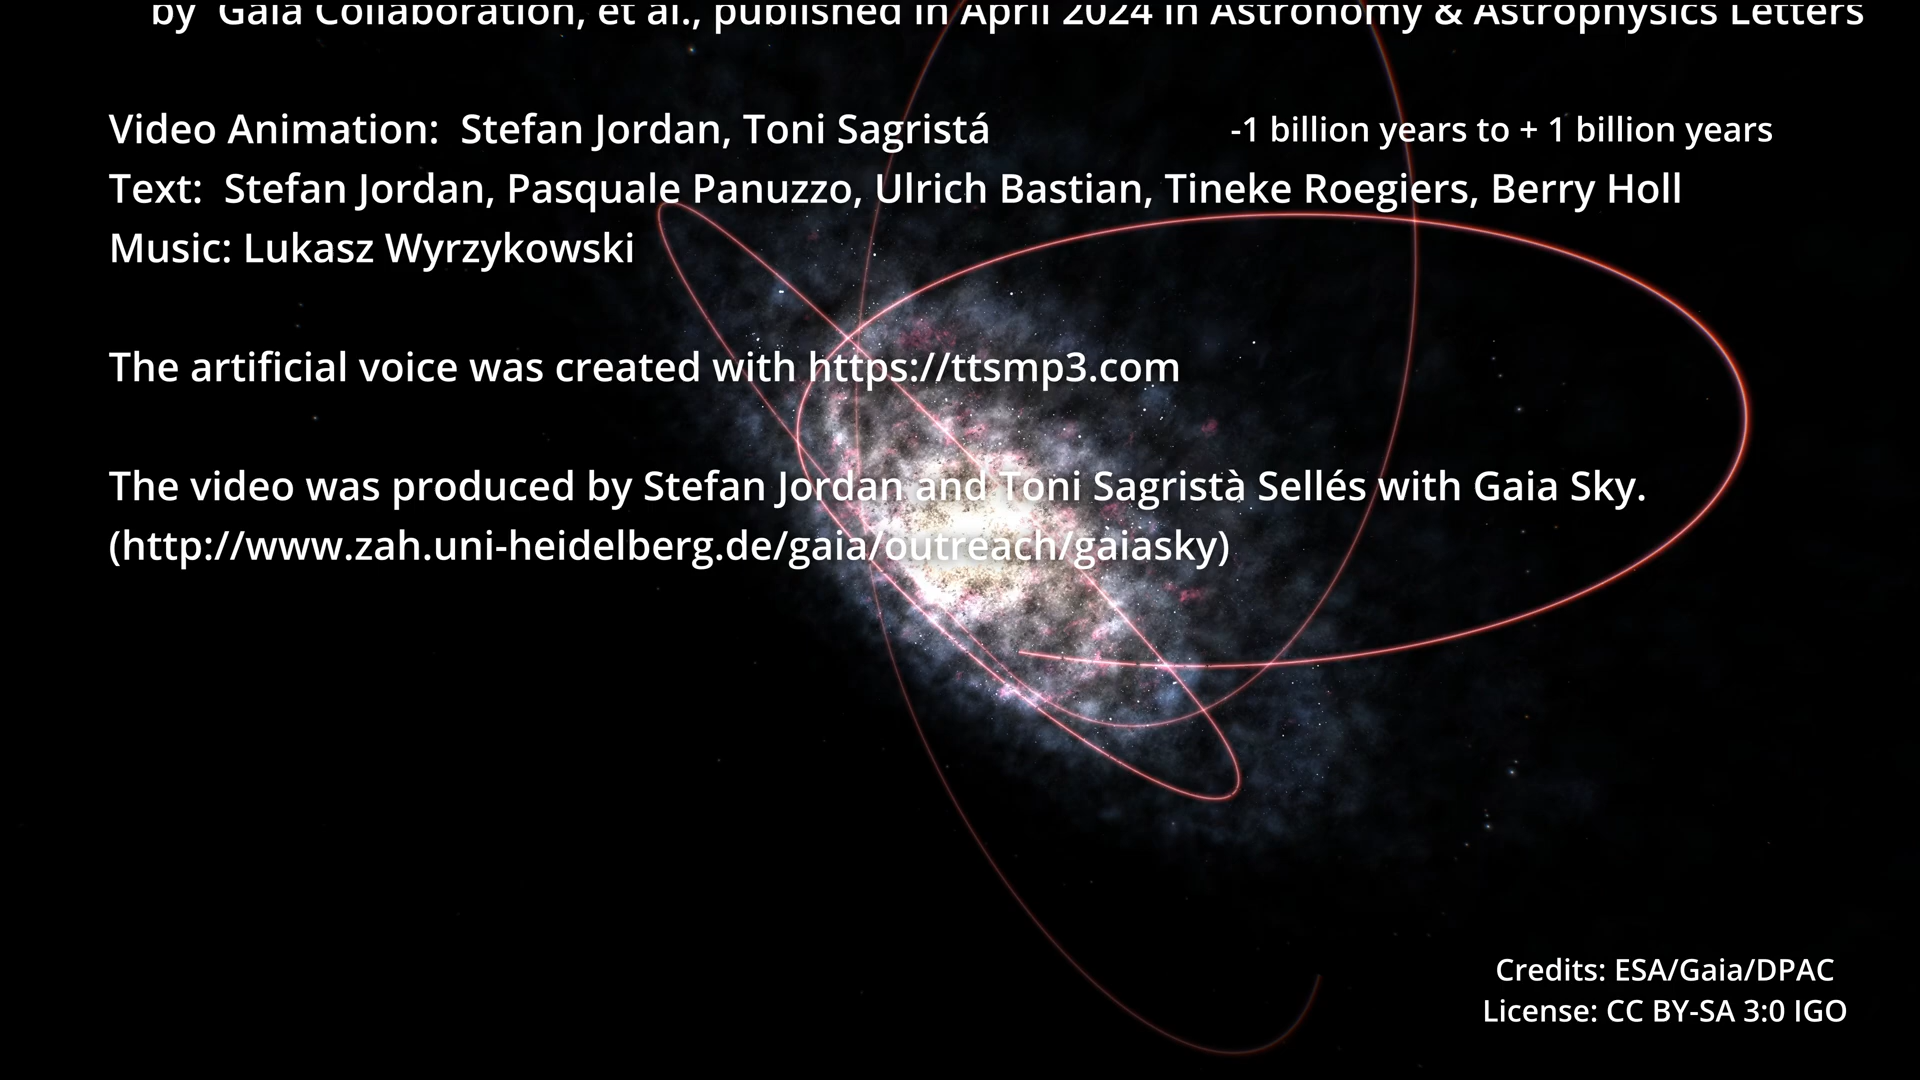 by Gaia Collaboration, et al., published in April 2024 in Astronomy & Astrophysics Letters
Video Animation: Stefan Jordan, Toni Sagristá
-1 billion years to + 1 billion years
Text: Stefan Jordan, Pasquale Panuzzo, Ulrich Bastian, Tineke Roegiers, Berry Holl
Music: Lukasz Wyrzykowski
The artificial voice was created with https://ttsmp3.com
The video was produced by Stefan Jordan and Toni Sagristà Sellés with Gaia Sky.
(http://www.zah.uni-heidelberg.de/gaia/outreach/gaiasky)
Credits: ESA/Gaia/DPAC
License: CC BY-SA 3:0 IGO